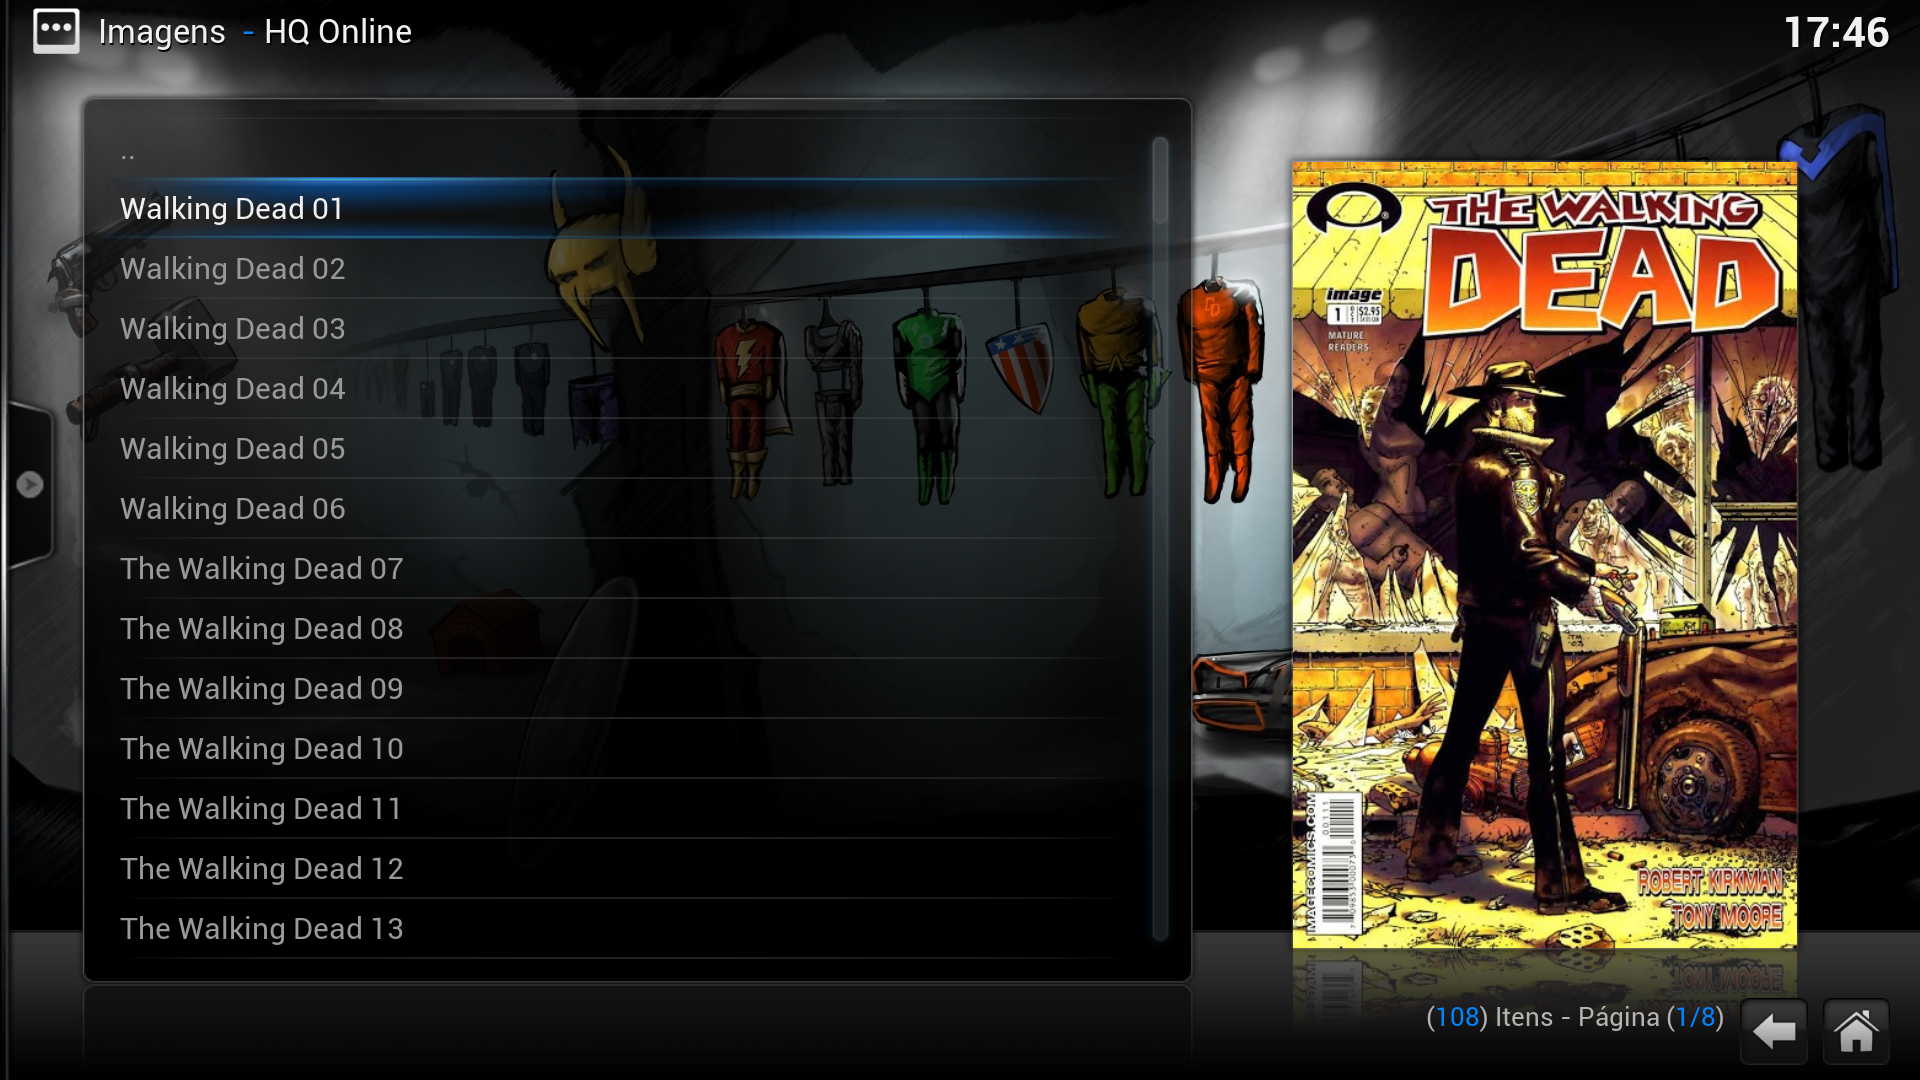 Imagens - HQ Online
17:46
..
Walking Dead 01
Walking Dead 02
Walking Dead 03
Walking Dead 04
Walking Dead 05
Walking Dead 06
The Walking Dead 07
The Walking Dead 08
The Walking Dead 09
The Walking Dead 10
The Walking Dead 11
The Walking Dead 12
The Walking Dead 13
THE WALKING
DEAD
image
1
$2.95
MATURE
READERS
IMAGECOMICS.COM
00111
ROBERT KIRKMAN
TONY MOORE
(108) Itens - Página (1/8)